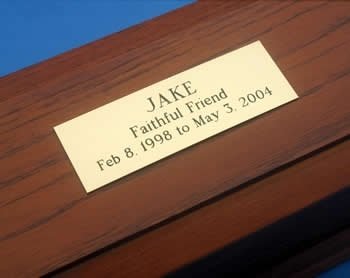 JAKE
Faithful Friend
Feb 8, 1998 to May 3, 2004